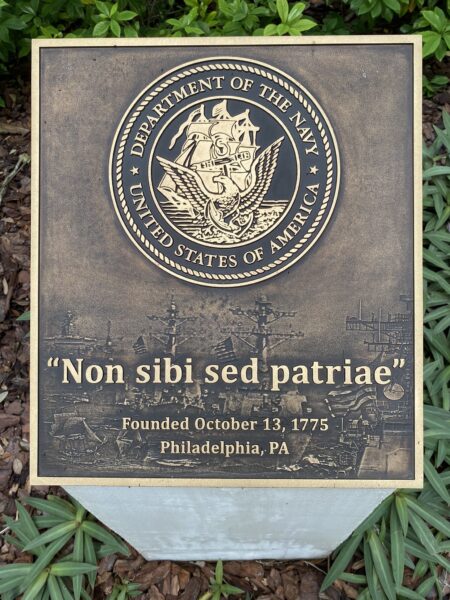 DEPARTMENT OF THE NAVY
UNITED STATES OF AMERICA
“Non sibi sed patriae”
Founded October 13, 1775
Philadelphia, PA